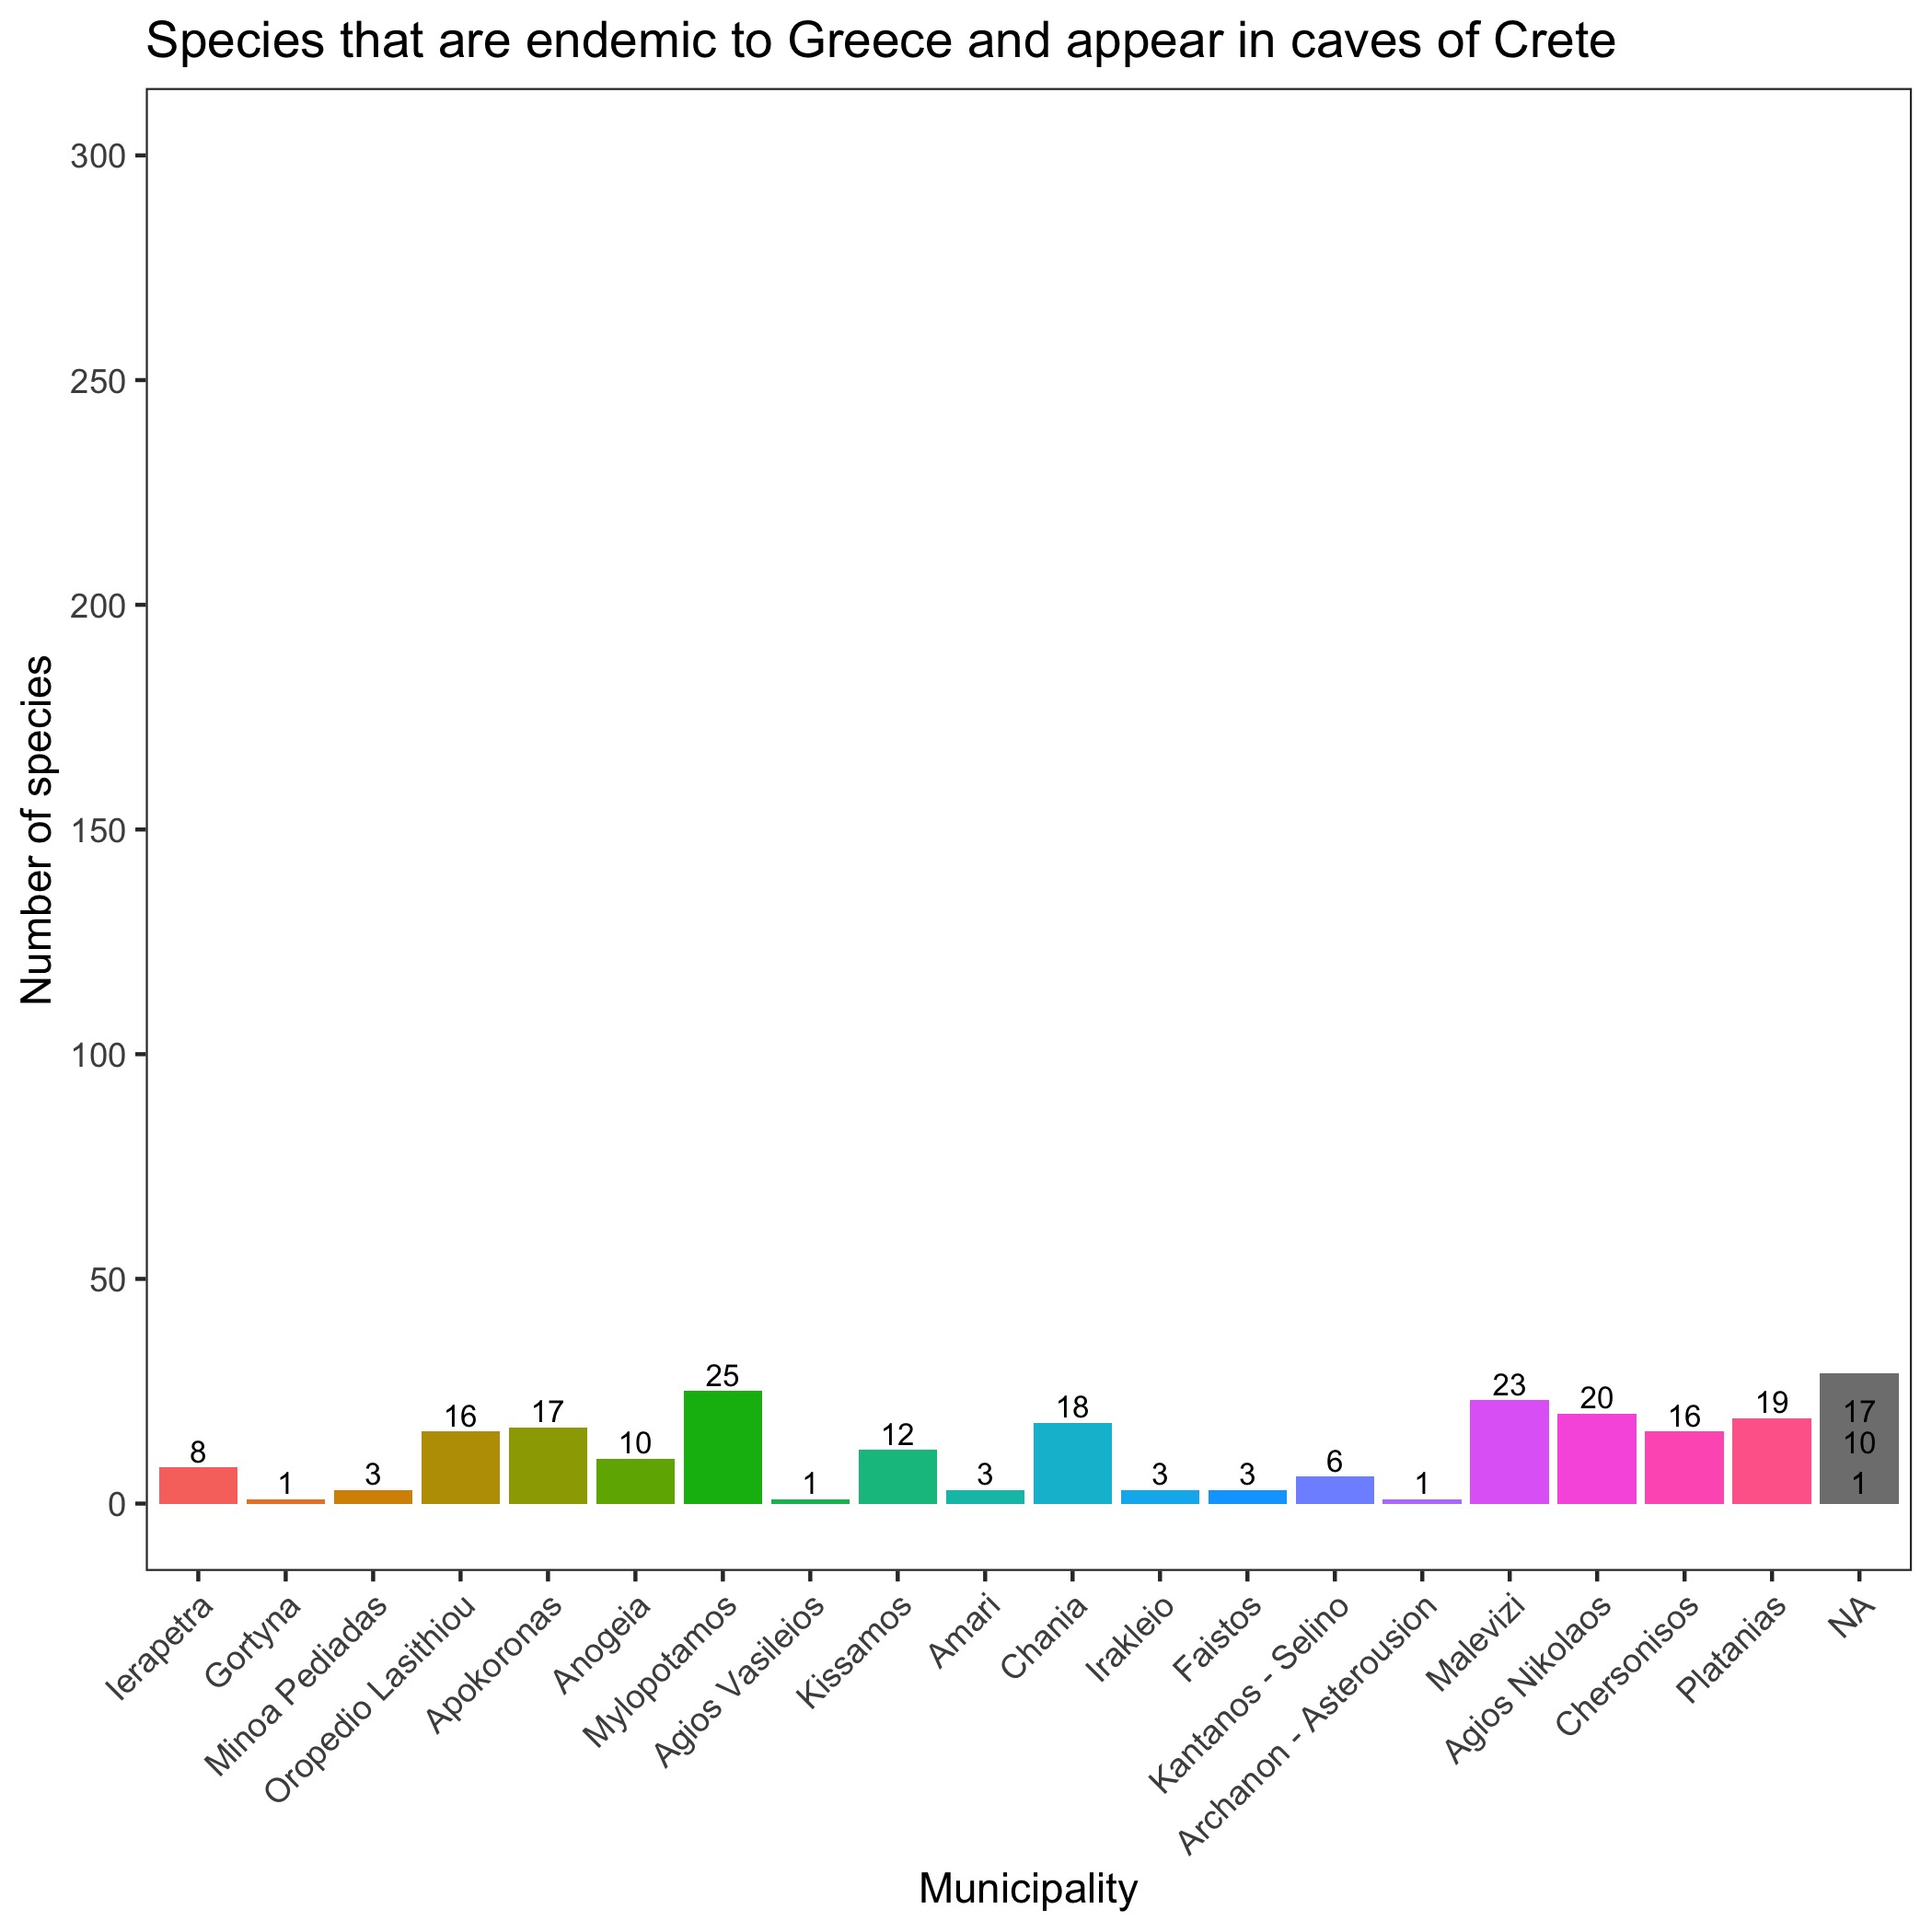 Species that are endemic to Greece and appear in caves of Crete
Number of species
300
250
200
150
100
50
0
8
1
3
16
17
10
25
1
12
3
18
3
3
6
1
23
20
16
19
17
10
1
Ierapetra
Gortyna
Minoa Pediadas
Oropedio Lasithiou
Apokoronas
Anogeia
Mylopotamos
Agios Vasileios
Kissamos
Amari
Chania
Irakleio
Faistos
Kantanos - Selino
Archanon - Asterousion
Malevizi
Agios Nikolaos
Chersonisos
Platanias
NA
Municipality